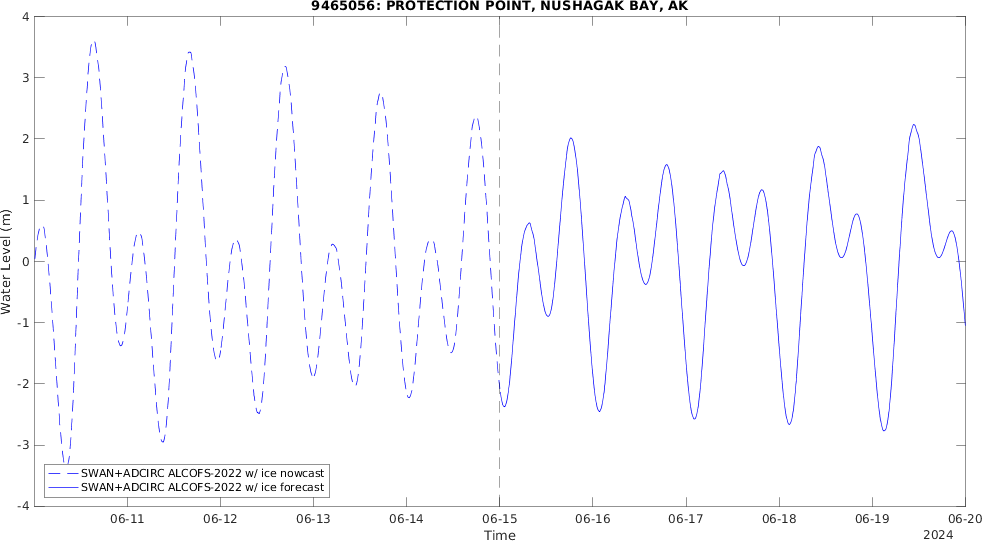 9465056: PROTECTION POINT, NUSHAGAK BAY, AK
4
3
2
1
0
-1
-2
-3
-4
Water Level (m)
SWAN+ADCIRC ALCOFS-2022 w/ ice nowcast
SWAN+ADCIRC ALCOFS-2022 w/ ice forecast
06-11 06-12 06-13 06-14 06-15 06-16 06-17 06-18 06-19 06-20
Time
2024